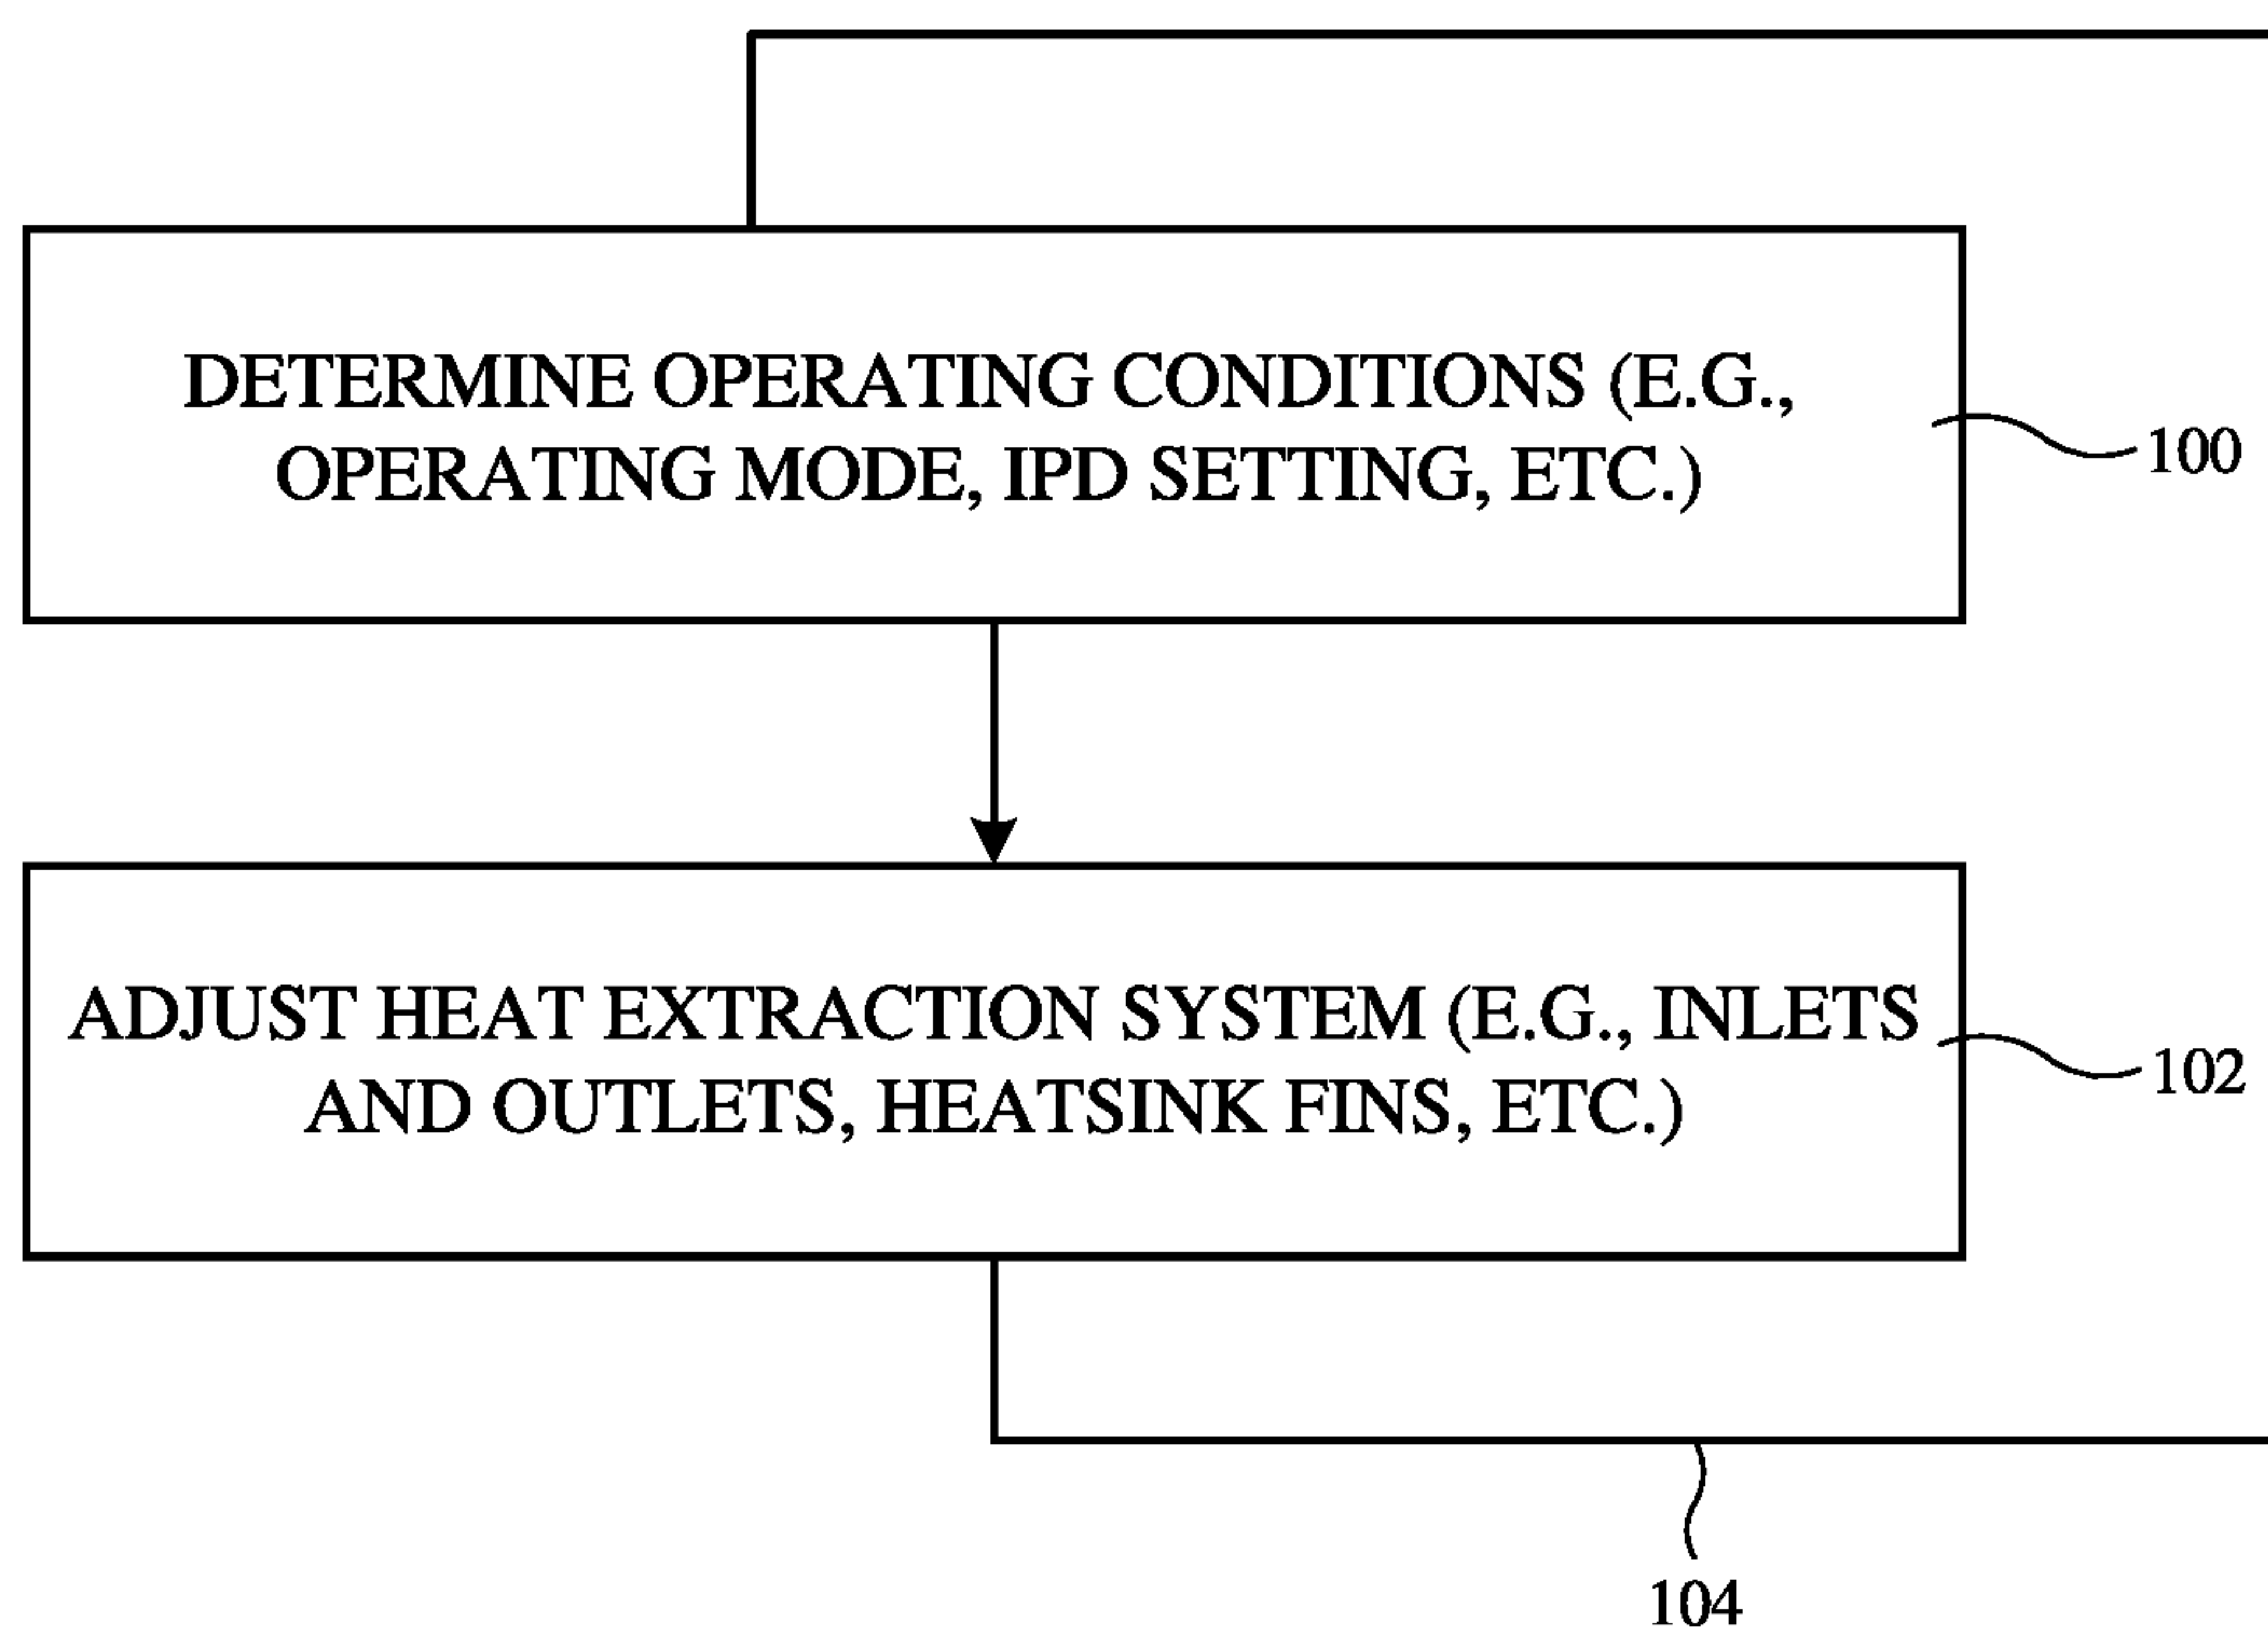 DETERMINE OPERATING CONDITIONS (E.G.,
OPERATING MODE, IPD SETTING, ETC.)
100
ADJUST HEAT EXTRACTION SYSTEM (E.G., INLETS
AND OUTLETS, HEATSINK FINS, ETC.)
102
104